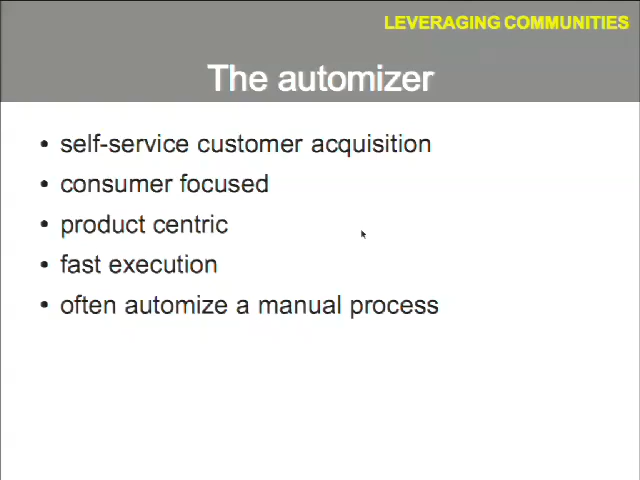 LEVERAGING COMMUNITIES
The automizer
• self-service customer acquisition
• consumer focused
• product centric
• fast execution
• often automize a manual process